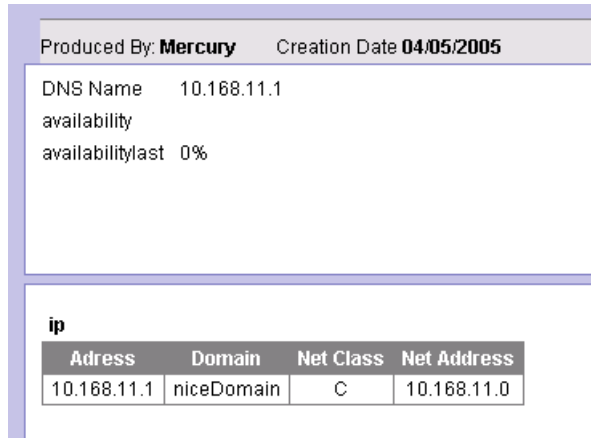 Produced By: Mercury Creation Date 04/05/2005
DNS Name 10.168.11.1
availability
availabilitylast 0%
ip
Adress Domain Net Class Net Address
10.168.11.1 niceDomain C 10.168.11.0